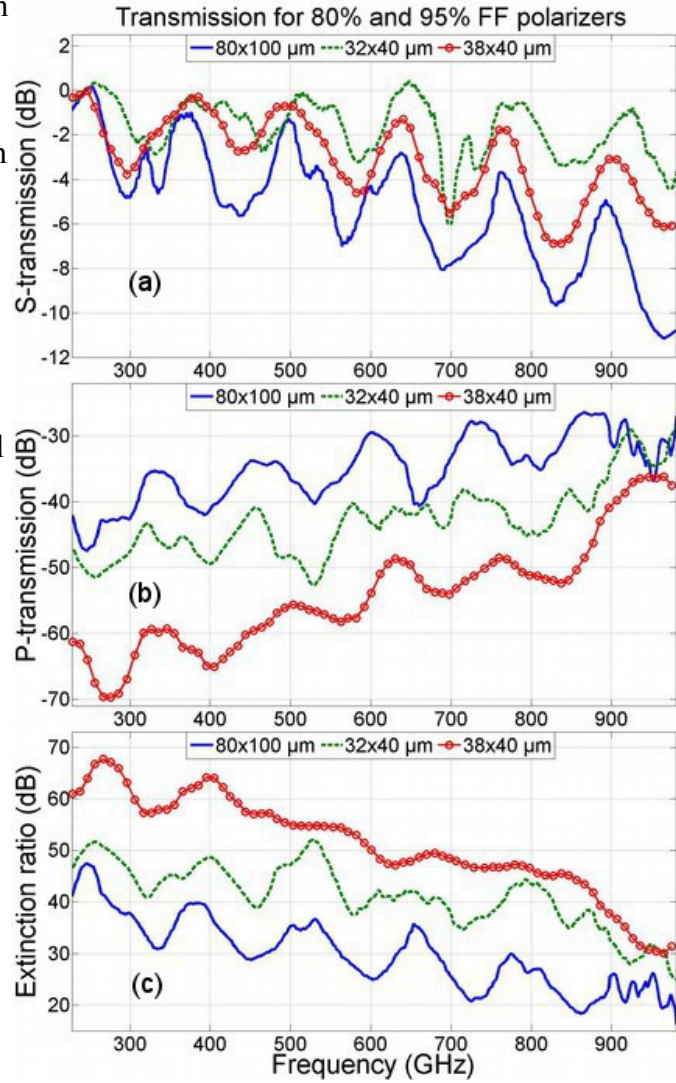 n
n
d
Transmission for 80% and 95% FF polarizers
80x100 µm 32x40 µm 38x40 µm
2
0
-2
-4
-6
-8
-10
-12
S-transmission (dB)
(a)
300 400 500 600 700 800 900
80x100 µm 32x40 µm 38x40 µm
-30
-40
-50
-60
-70
P-transmission (dB)
(b)
300 400 500 600 700 800 900
80x100 µm 32x40 µm 38x40 µm
70
60
50
40
30
20
Extinction ratio (dB)
(c)
300 400 500 600 700 800 900
Frequency (GHz)